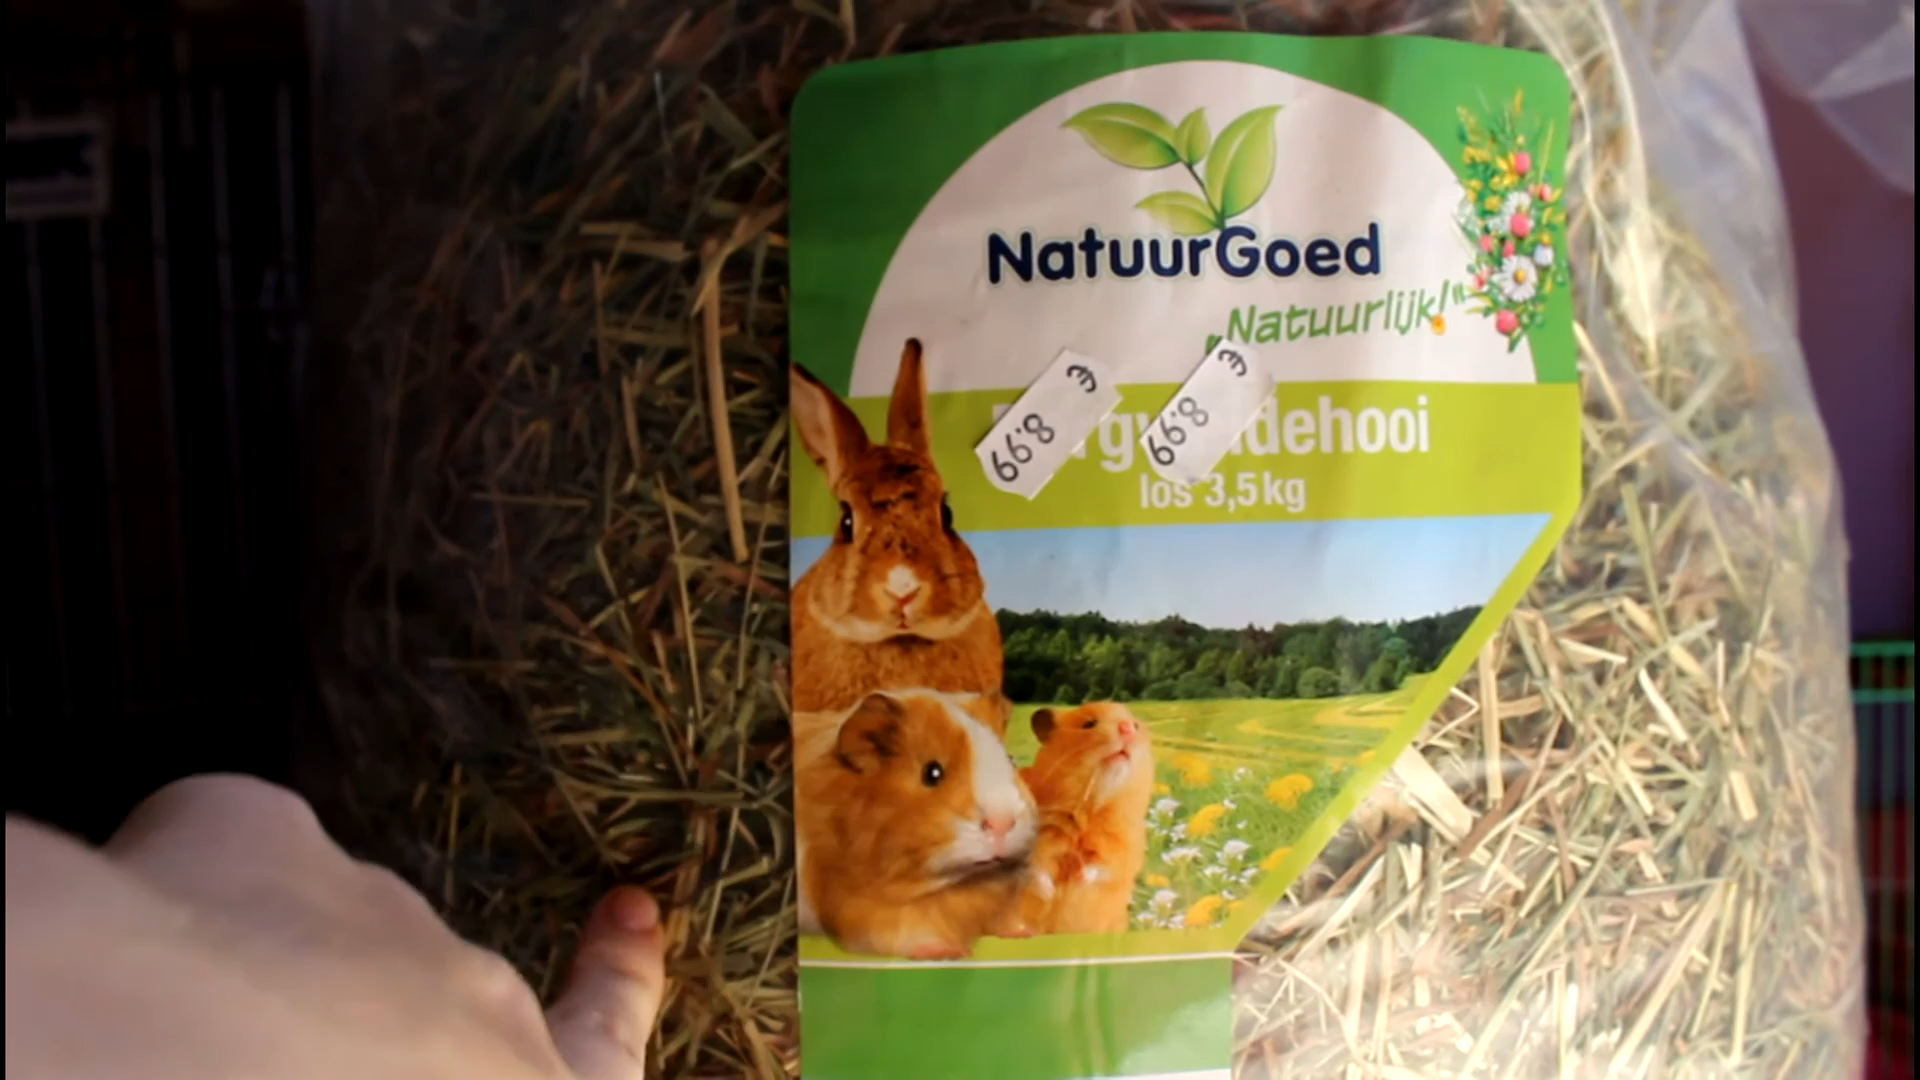 NatuurGoed
„Natuurlijk!”
€ 8.99
€ 8.99
los 3,5 kg